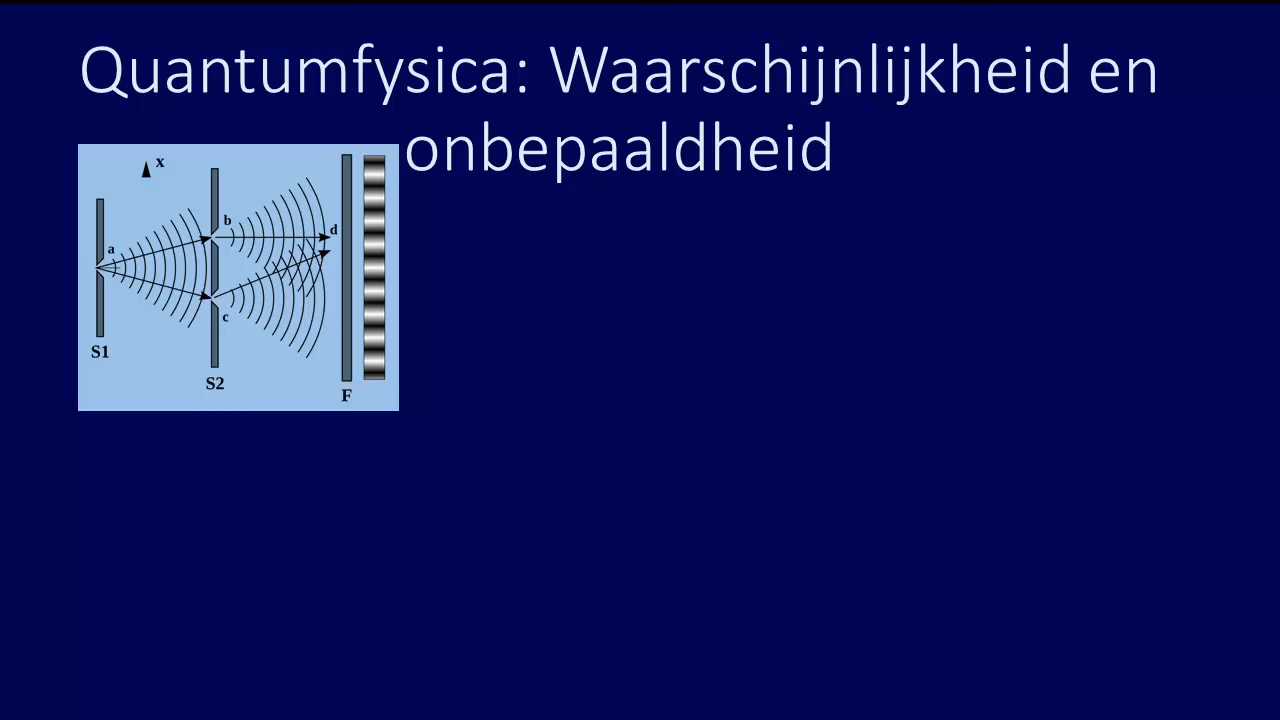 Quantumfysica: Waarschijnlijkheid en
onbepaaldheid
x
b
d
a
c
S1
S2
F